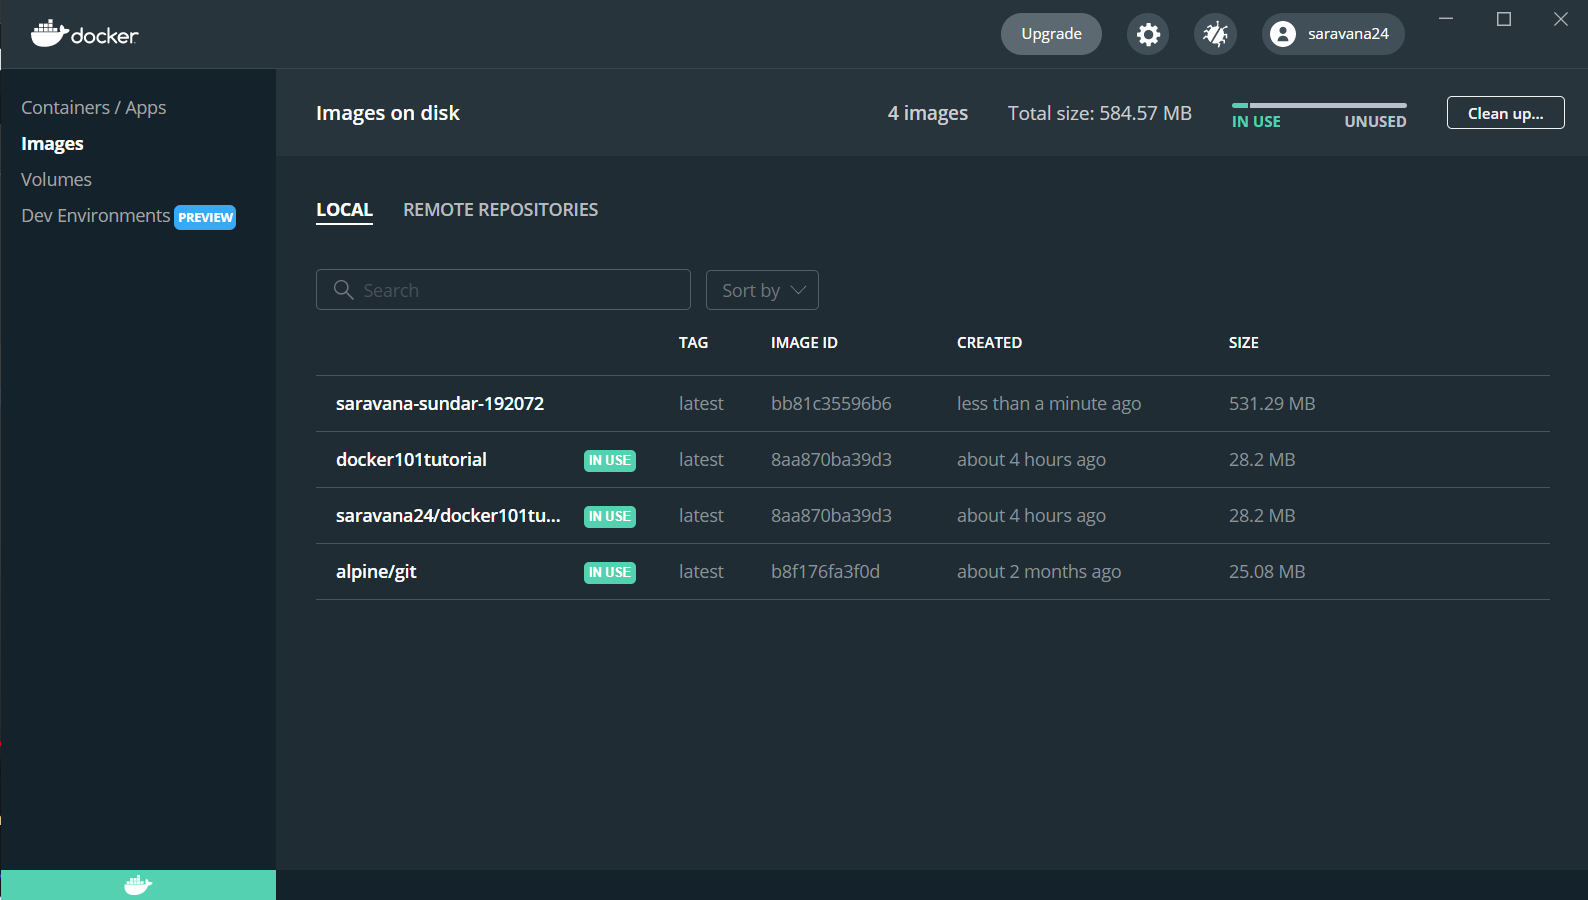 docker
Upgrade
saravana24
Containers / Apps
Images
Volumes
Dev Environments PREVIEW
Images on disk
4 images
Total size: 584.57 MB
IN USE
UNUSED
Clean up...
LOCAL
REMOTE REPOSITORIES
Search
Sort by
TAG IMAGE ID CREATED SIZE
saravana-sundar-192072 latest bb81c35596b6 less than a minute ago 531.29 MB
docker101tutorial IN USE latest 8aa870ba39d3 about 4 hours ago 28.2 MB
saravana24/docker101tu... IN USE latest 8aa870ba39d3 about 4 hours ago 28.2 MB
alpine/git IN USE latest b8f176fa3f0d about 2 months ago 25.08 MB